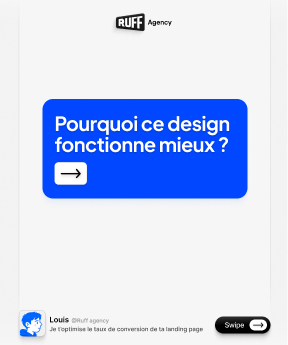 RUFF Agency
Pourquoi ce design
fonctionne mieux ?
Louis @Ruff agency
Je t'optimise le taux de conversion de ta landing page
Swipe